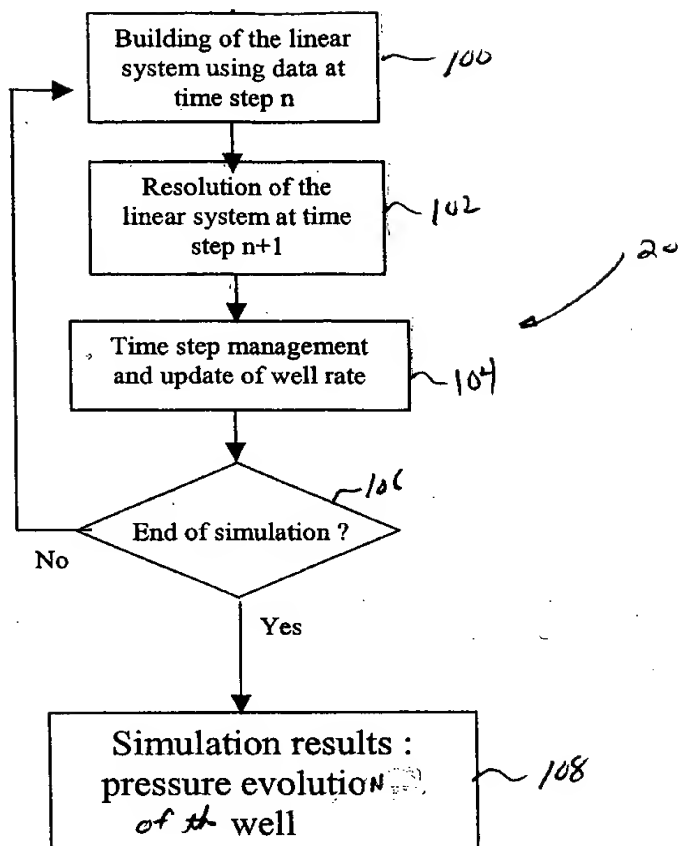 Building of the linear
system using data at
time step n
100
Resolution of the
linear system at time
step n+1
102
20
Time step management
and update of well rate
104
106
End of simulation ?
No
Yes
Simulation results :
pressure evolution
of th well
108